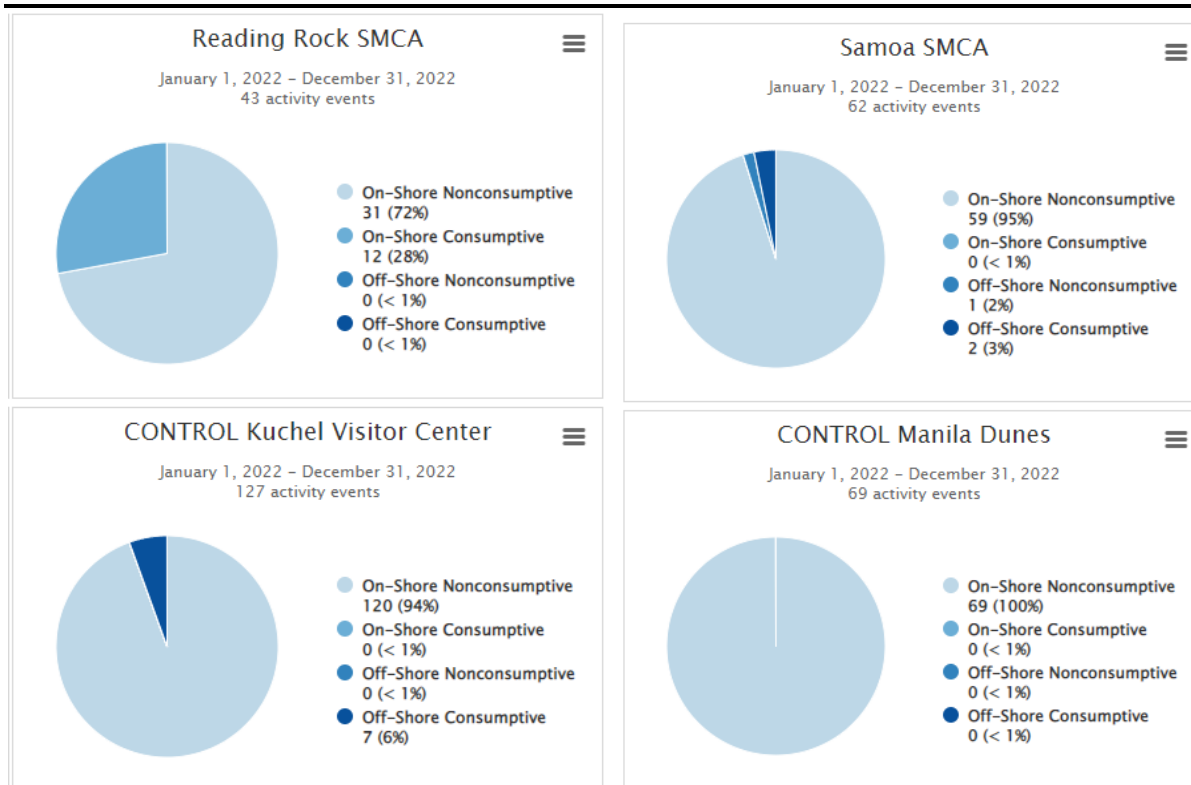 Reading Rock SMCA
January 1, 2022 – December 31, 2022
43 activity events
On-Shore Nonconsumptive
31 (72%)
On-Shore Consumptive
12 (28%)
Off-Shore Nonconsumptive
0 (< 1%)
Off-Shore Consumptive
0 (< 1%)
Samoa SMCA
January 1, 2022 – December 31, 2022
62 activity events
On-Shore Nonconsumptive
59 (95%)
On-Shore Consumptive
0 (< 1%)
Off-Shore Nonconsumptive
1 (2%)
Off-Shore Consumptive
2 (3%)
CONTROL Kuchel Visitor Center
January 1, 2022 – December 31, 2022
127 activity events
On-Shore Nonconsumptive
120 (94%)
On-Shore Consumptive
0 (< 1%)
Off-Shore Nonconsumptive
0 (< 1%)
Off-Shore Consumptive
7 (6%)
CONTROL Manila Dunes
January 1, 2022 – December 31, 2022
69 activity events
On-Shore Nonconsumptive
69 (100%)
On-Shore Consumptive
0 (< 1%)
Off-Shore Nonconsumptive
0 (< 1%)
Off-Shore Consumptive
0 (< 1%)